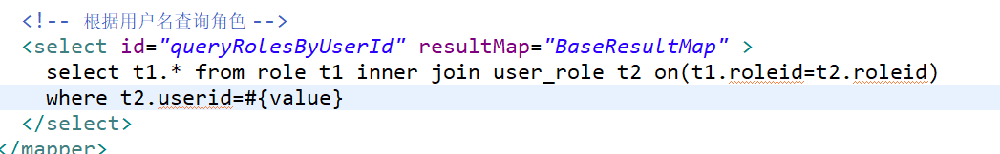 <!-- 根据用户名查询角色 -->
<select id="queryRolesByUserId" resultMap="BaseResultMap" >
select t1.* from role t1 inner join user_role t2 on(t1.roleid=t2.roleid)
where t2.userid=#{value}
</select>
</mapper>